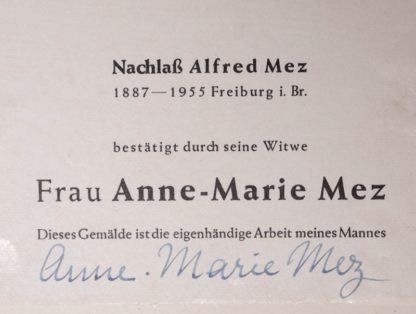 Nachlaß Alfred Mez
1887—1955 Freiburg i. Br.
bestätigt durch seine Witwe
Frau Anne-Marie Mez
Dieses Gemälde ist die eigenhändige Arbeit meines Mannes
Anne-Marie Mez